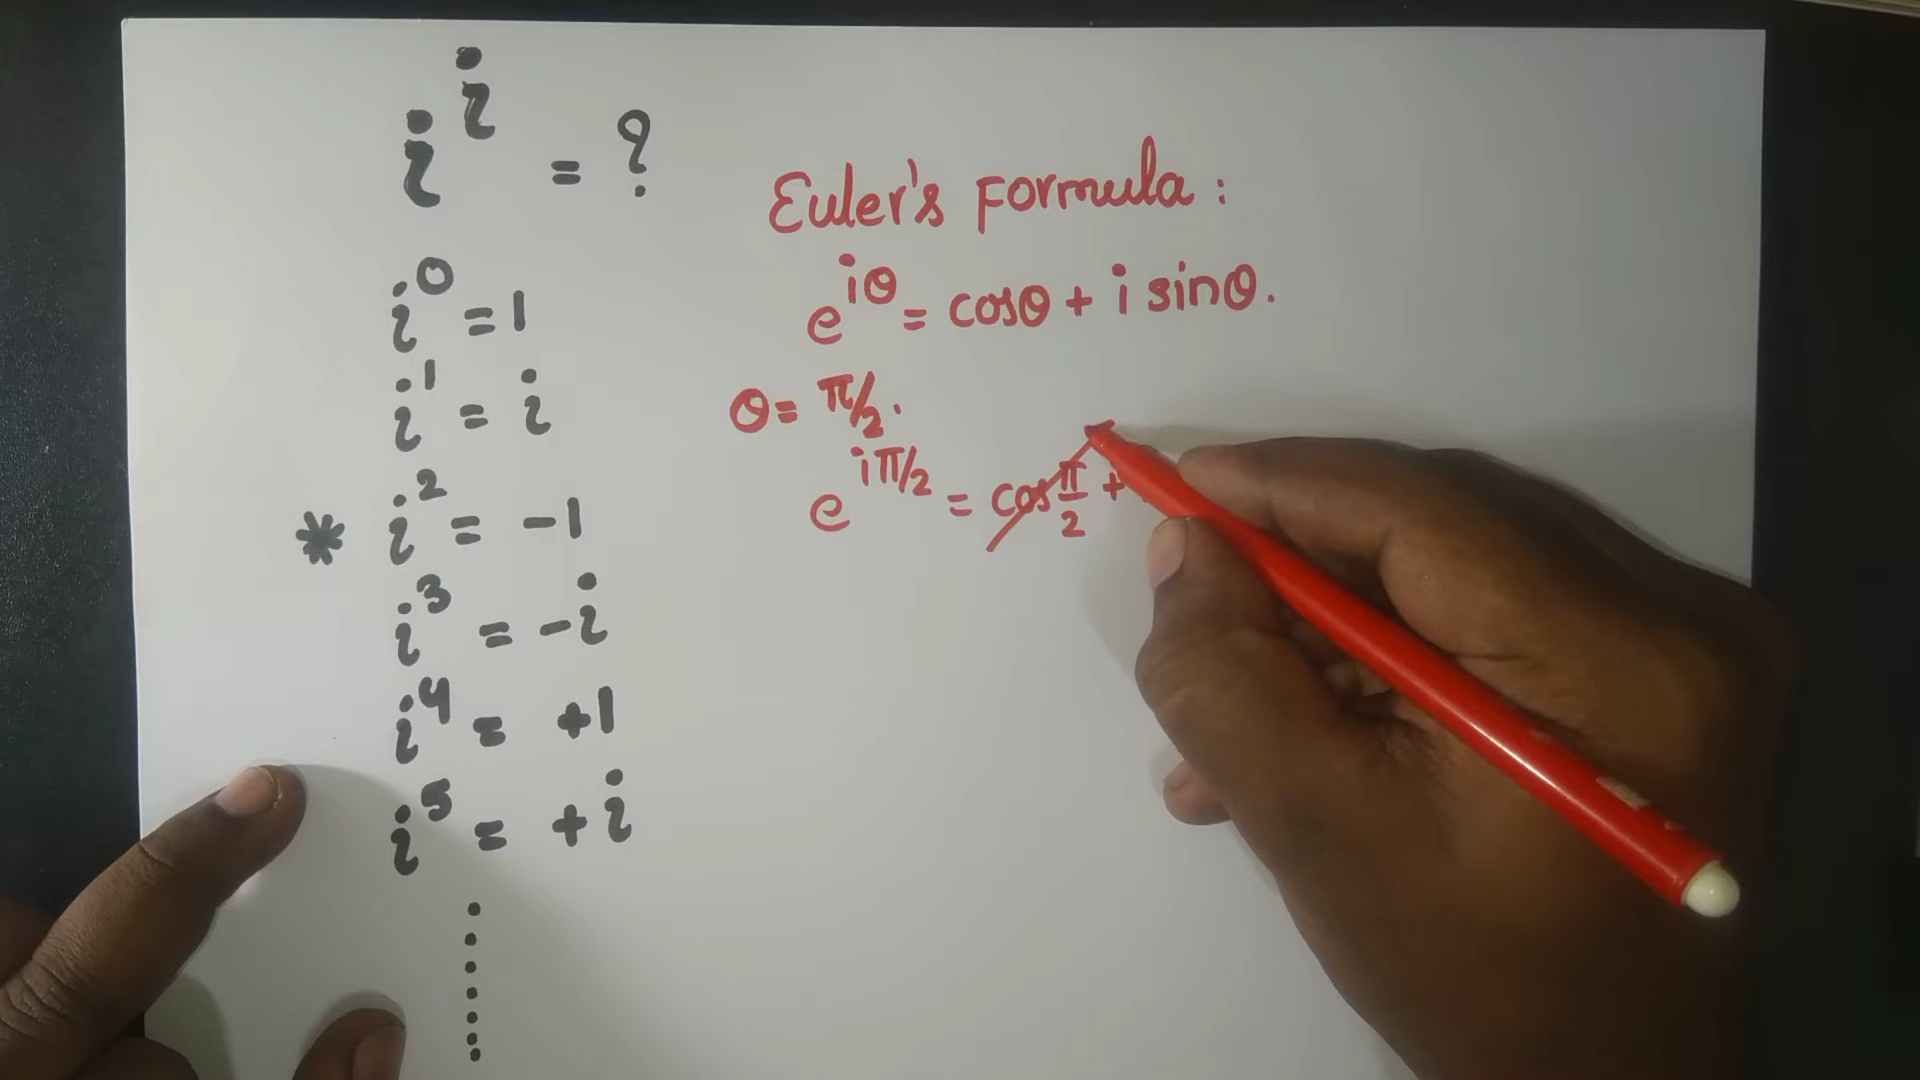 i^i = ?
i^0 = 1
i^1 = i
* i^2 = -1
i^3 = -i
i^4 = +1
i^5 = +i
Euler's Formula:
e^iθ = cosθ + i sinθ.
θ = π/2.
e^iπ/2 = cos π/2 +